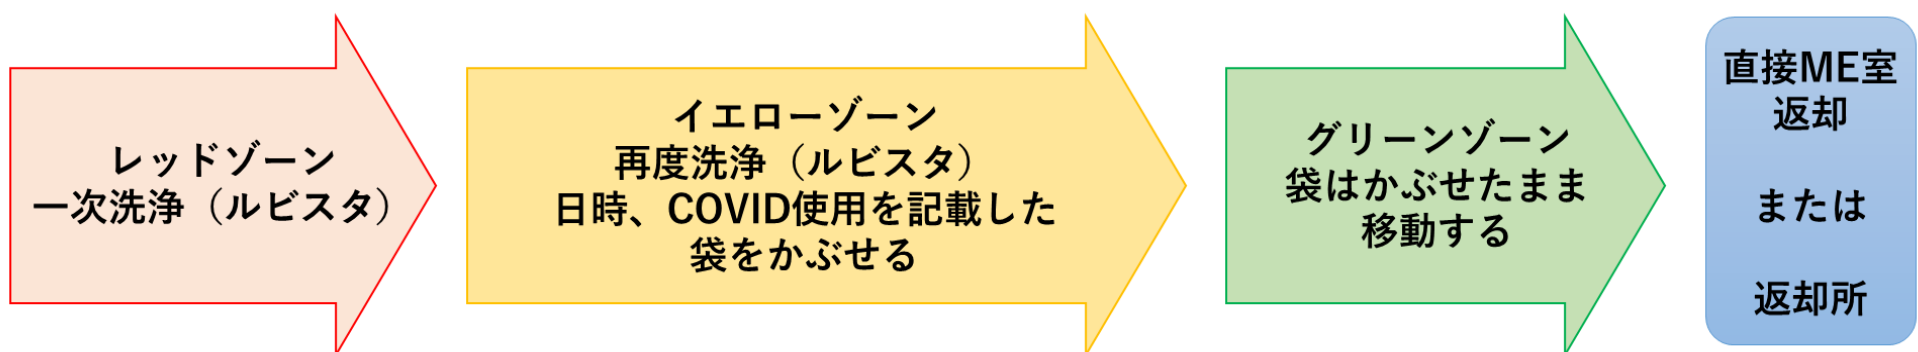 レッドゾーン
一次洗浄（ルビスタ）
イエローゾーン
再度洗浄（ルビスタ）
日時、COVID使用を記載した
袋をかぶせる
グリーンゾーン
袋はかぶせたまま
移動する
直接ME室
返却
または
返却所